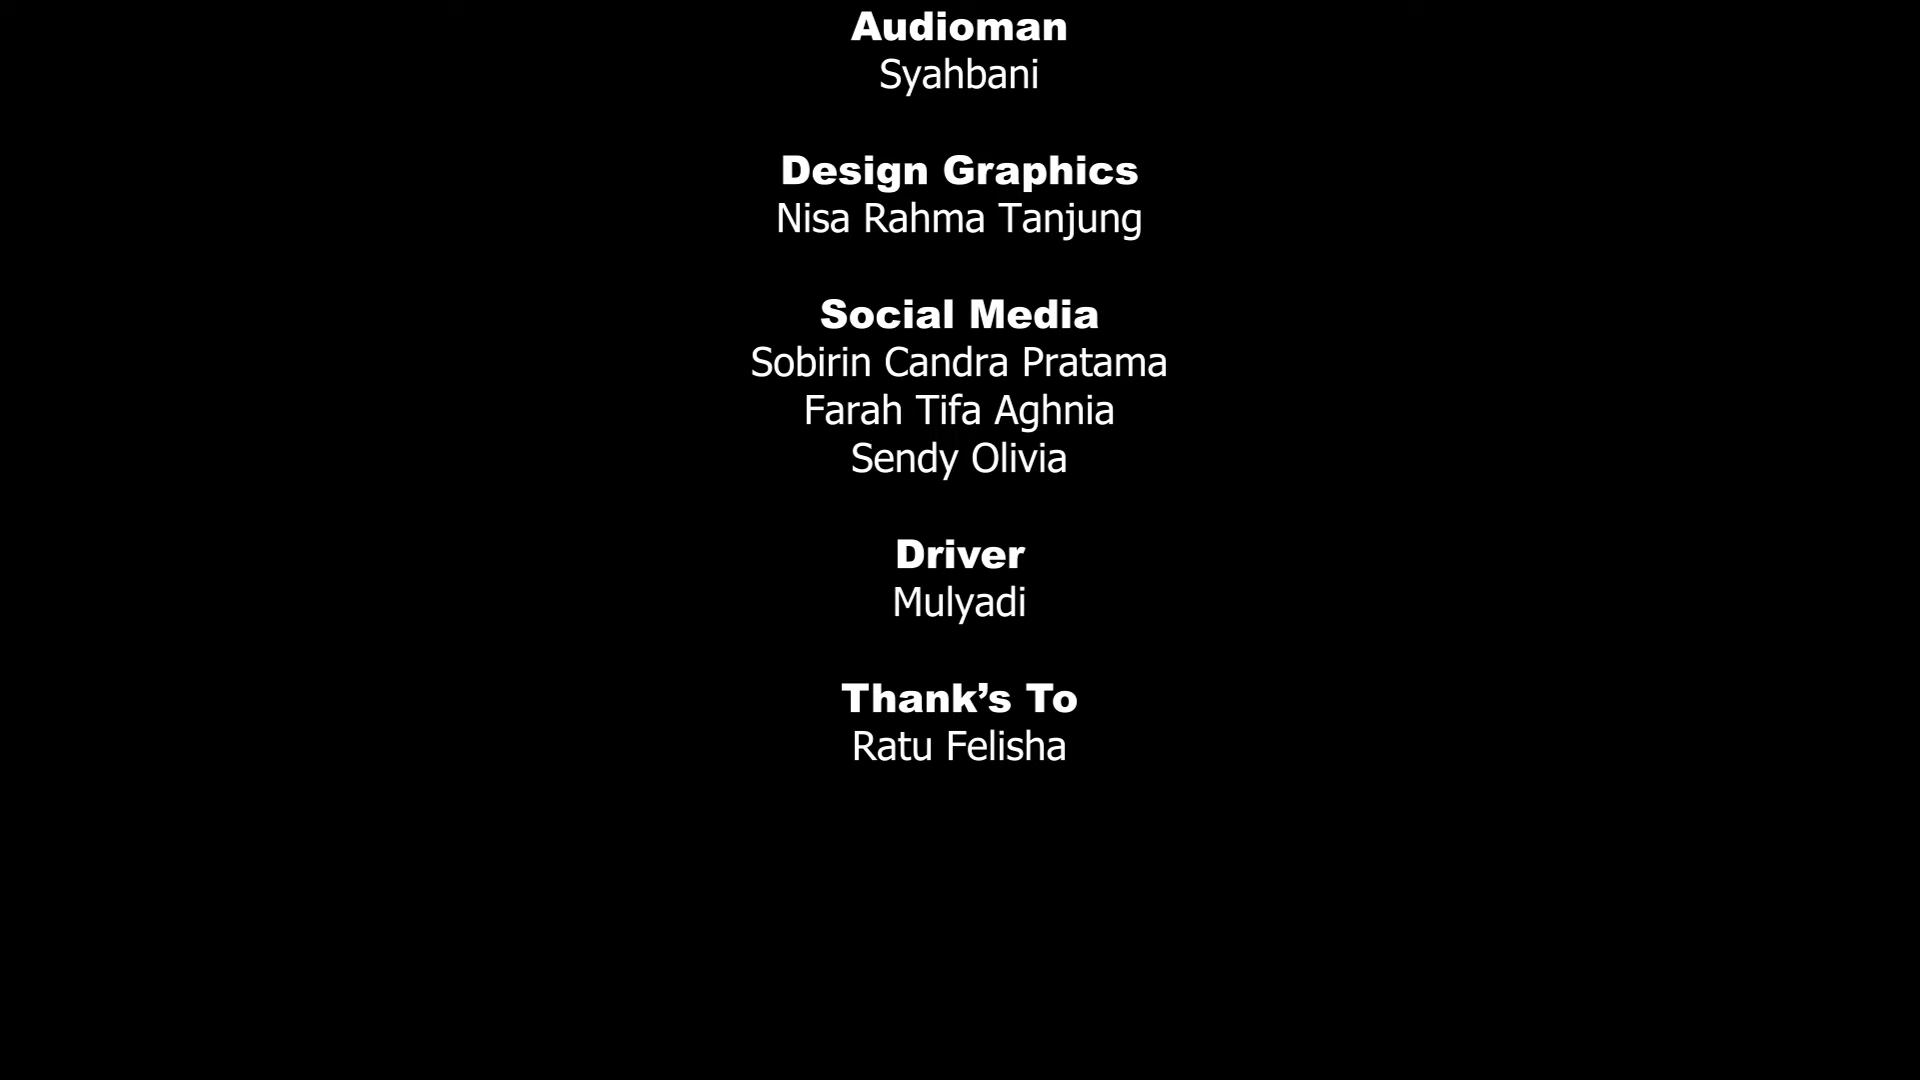 Audioman
Syahbani
Design Graphics
Nisa Rahma Tanjung
Social Media
Sobirin Candra Pratama
Farah Tifa Aghnia
Sendy Olivia
Driver
Mulyadi
Thank’s To
Ratu Felisha